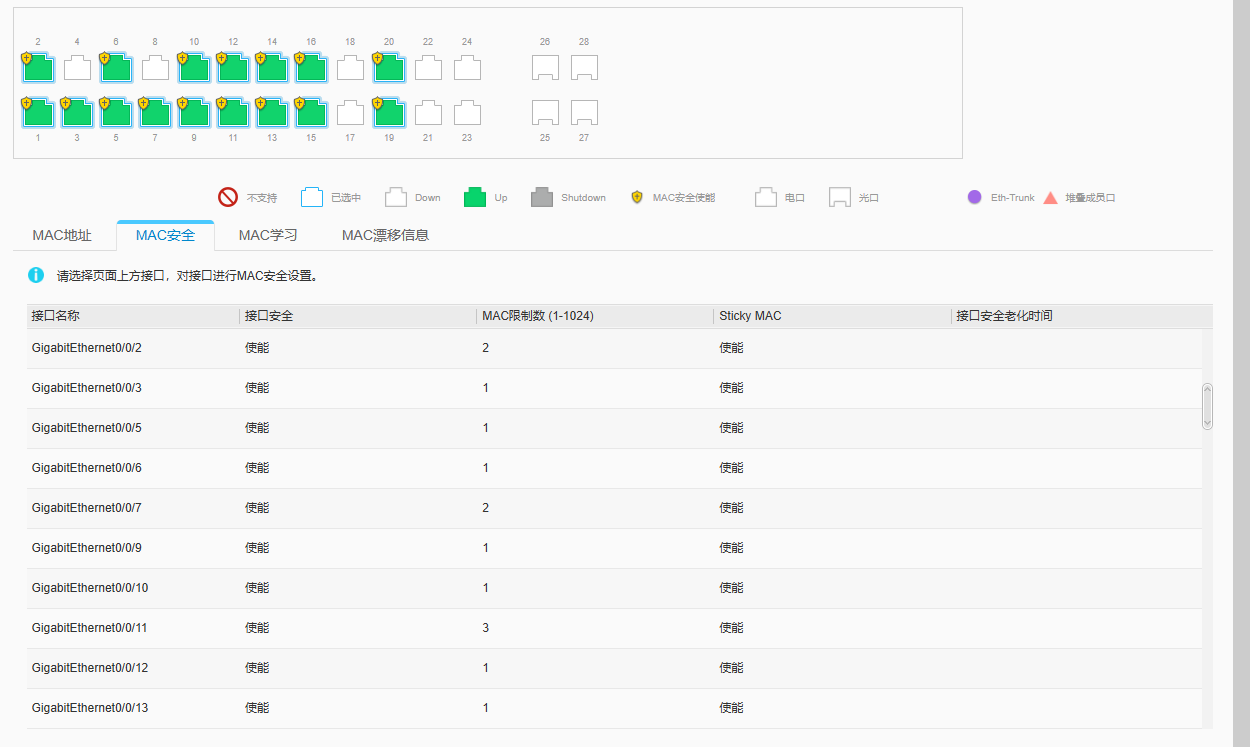 2 4 6 8 10 12 14 16 18 20 22 24 26 28
1 3 5 7 9 11 13 15 17 19 21 23 25 27
不支持 已选中 Down Up Shutdown MAC安全使能 电口 光口 Eth-Trunk 堆叠成员口
MAC地址 MAC安全 MAC学习 MAC漂移信息
请选择页面上方接口，对接口进行MAC安全设置。
接口名称 接口安全 MAC限制数 (1-1024) Sticky MAC 接口安全老化时间
GigabitEthernet0/0/2 使能 2 使能
GigabitEthernet0/0/3 使能 1 使能
GigabitEthernet0/0/5 使能 1 使能
GigabitEthernet0/0/6 使能 1 使能
GigabitEthernet0/0/7 使能 2 使能
GigabitEthernet0/0/9 使能 1 使能
GigabitEthernet0/0/10 使能 1 使能
GigabitEthernet0/0/11 使能 3 使能
GigabitEthernet0/0/12 使能 1 使能
GigabitEthernet0/0/13 使能 1 使能